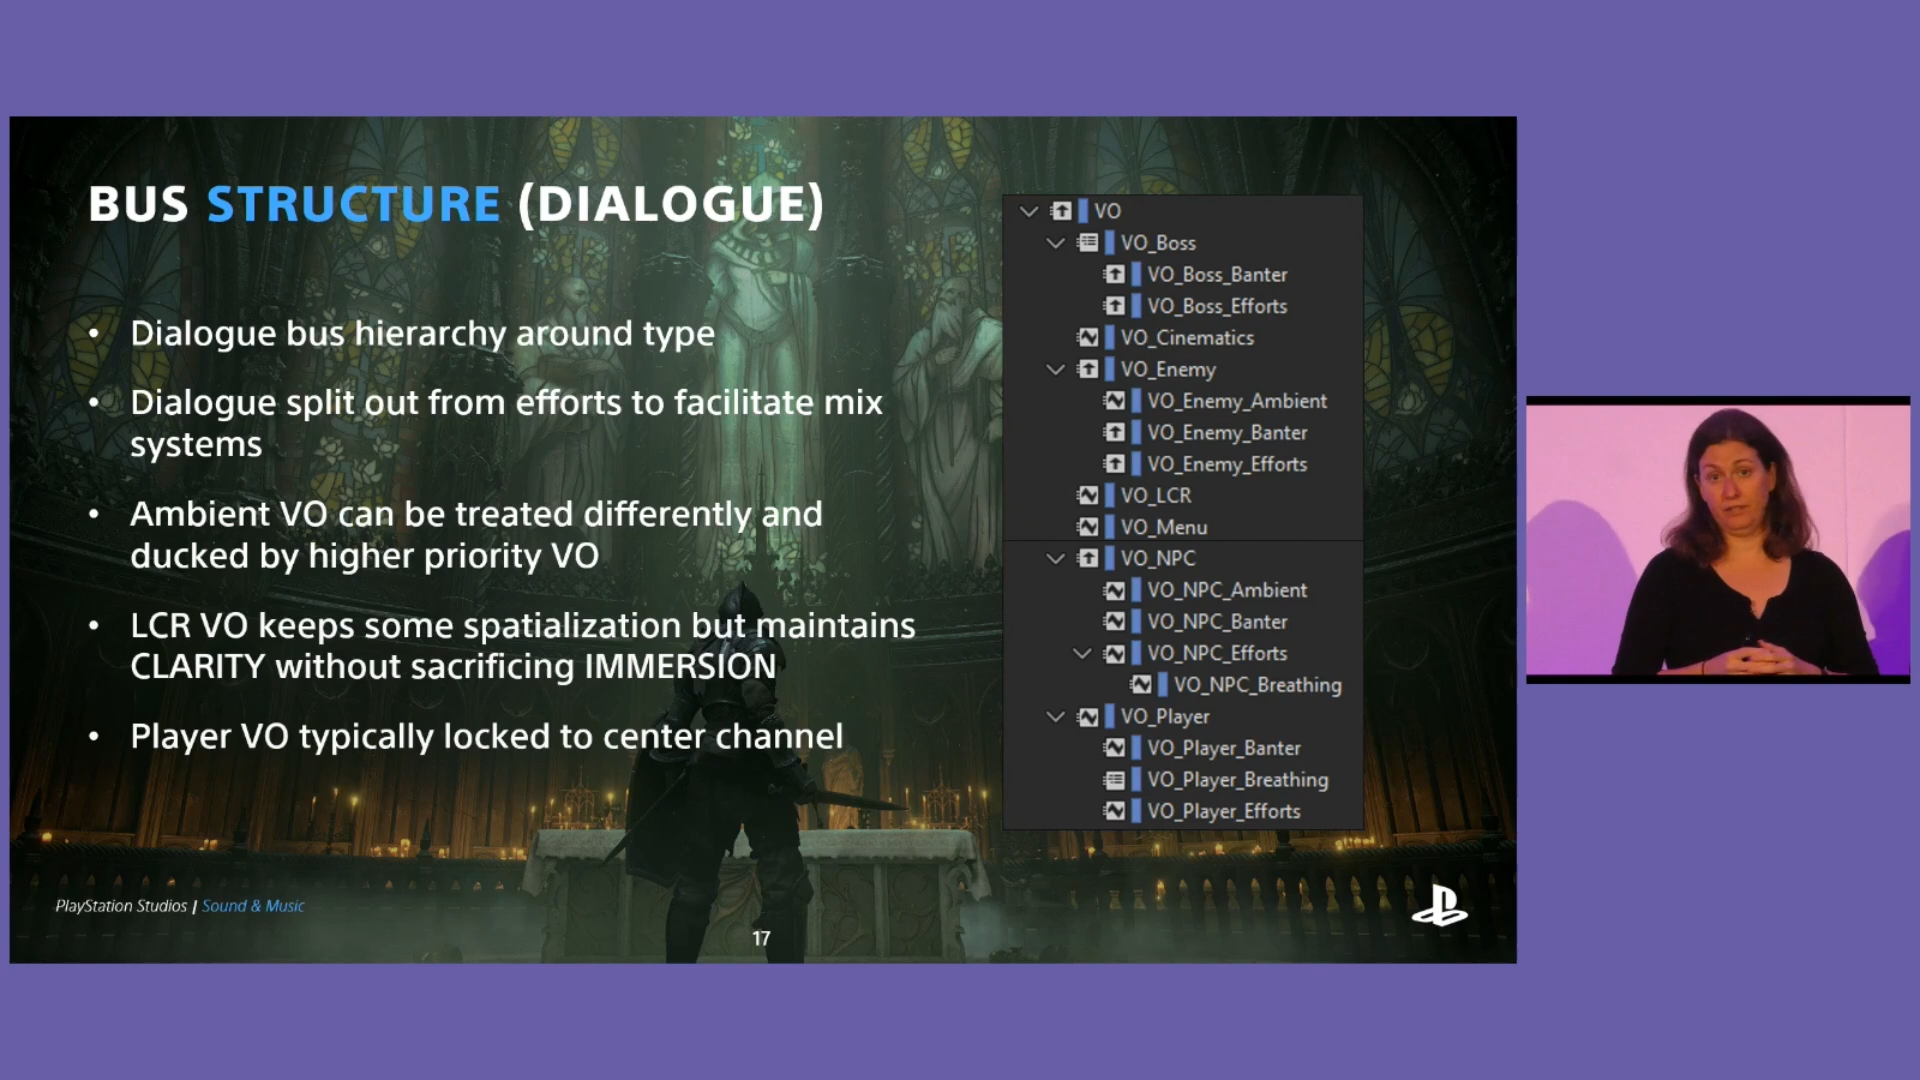 BUS STRUCTURE (DIALOGUE)
• Dialogue bus hierarchy around type
• Dialogue split out from efforts to facilitate mix
systems
• Ambient VO can be treated differently and
ducked by higher priority VO
• LCR VO keeps some spatialization but maintains
CLARITY without sacrificing IMMERSION
• Player VO typically locked to center channel
VO
VO_Boss
VO_Boss_Banter
VO_Boss_Efforts
VO_Cinematics
VO_Enemy
VO_Enemy_Ambient
VO_Enemy_Banter
VO_Enemy_Efforts
VO_LCR
VO_Menu
VO_NPC
VO_NPC_Ambient
VO_NPC_Banter
VO_NPC_Efforts
VO_NPC_Breathing
VO_Player
VO_Player_Banter
VO_Player_Breathing
VO_Player_Efforts
PlayStation Studios | Sound & Music
17